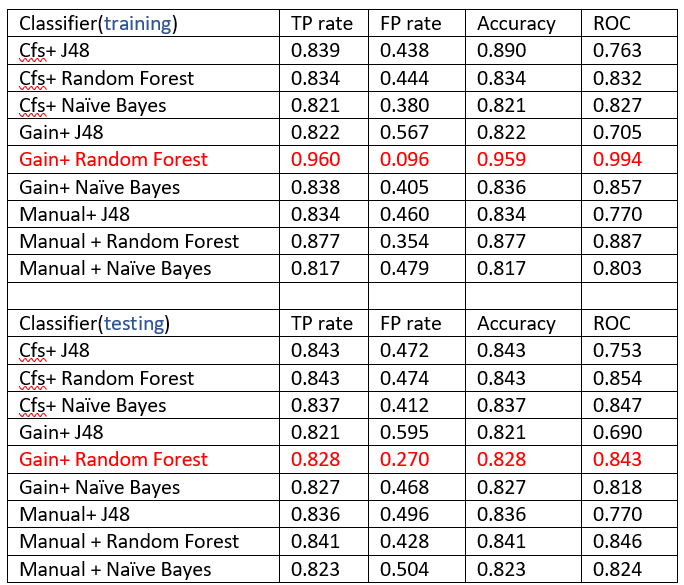 Classifier(training) TP rate FP rate Accuracy ROC
Cfs+ J48 0.839 0.438 0.890 0.763
Cfs+ Random Forest 0.834 0.444 0.834 0.832
Cfs+ Naïve Bayes 0.821 0.380 0.821 0.827
Gain+ J48 0.822 0.567 0.822 0.705
Gain+ Random Forest 0.960 0.096 0.959 0.994
Gain+ Naïve Bayes 0.838 0.405 0.836 0.857
Manual+ J48 0.834 0.460 0.834 0.770
Manual + Random Forest 0.877 0.354 0.877 0.887
Manual + Naïve Bayes 0.817 0.479 0.817 0.803
Classifier(testing) TP rate FP rate Accuracy ROC
Cfs+ J48 0.843 0.472 0.843 0.753
Cfs+ Random Forest 0.843 0.474 0.843 0.854
Cfs+ Naïve Bayes 0.837 0.412 0.837 0.847
Gain+ J48 0.821 0.595 0.821 0.690
Gain+ Random Forest 0.828 0.270 0.828 0.843
Gain+ Naïve Bayes 0.827 0.468 0.827 0.818
Manual+ J48 0.836 0.496 0.836 0.770
Manual + Random Forest 0.841 0.428 0.841 0.846
Manual + Naïve Bayes 0.823 0.504 0.823 0.824